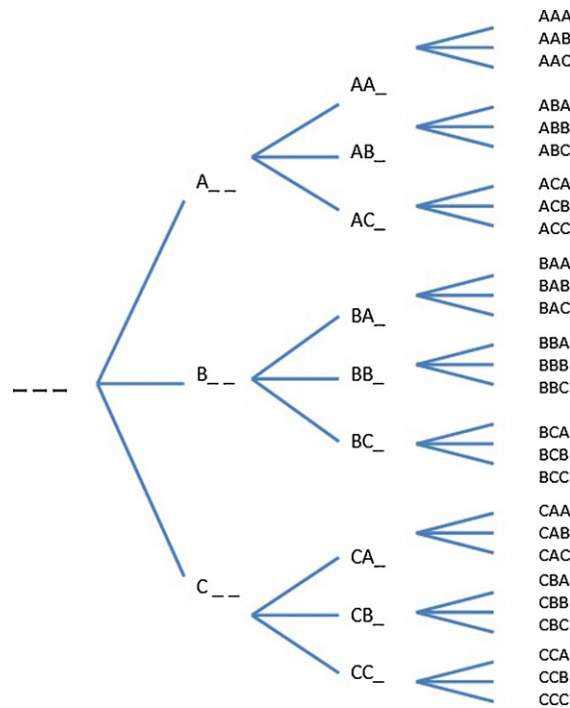 _ _ _
A_ _
B_ _
C_ _
AA_
AB_
AC_
BA_
BB_
BC_
CA_
CB_
CC_
AAA
AAB
AAC
ABA
ABB
ABC
ACA
ACB
ACC
BAA
BAB
BAC
BBA
BBB
BBC
BCA
BCB
BCC
CAA
CAB
CAC
CBA
CBB
CBC
CCA
CCB
CCC